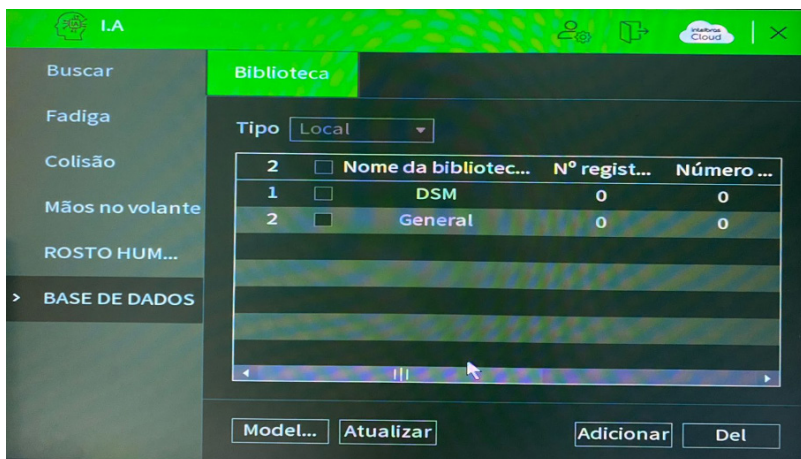 I.A
intelbras Cloud
Buscar
Fadiga
Colisão
Mãos no volante
ROSTO HUM...
> BASE DE DADOS
Biblioteca
Tipo Local
2 Nome da bibliotec... Nº regist... Número ...
1 DSM 0 0
2 General 0 0
Model... Atualizar Adicionar Del